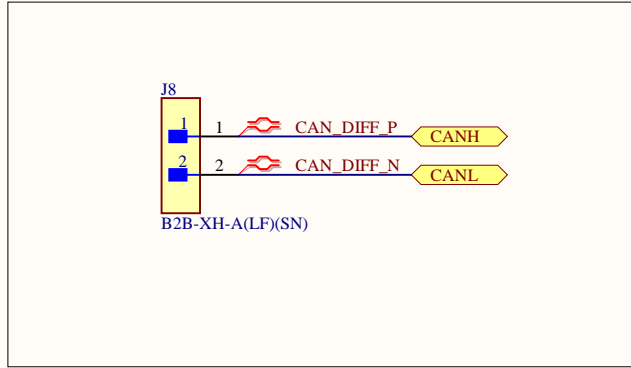 J8
1 1 CAN_DIFF_P CANH
2 2 CAN_DIFF_N CANL
B2B-XH-A(LF)(SN)